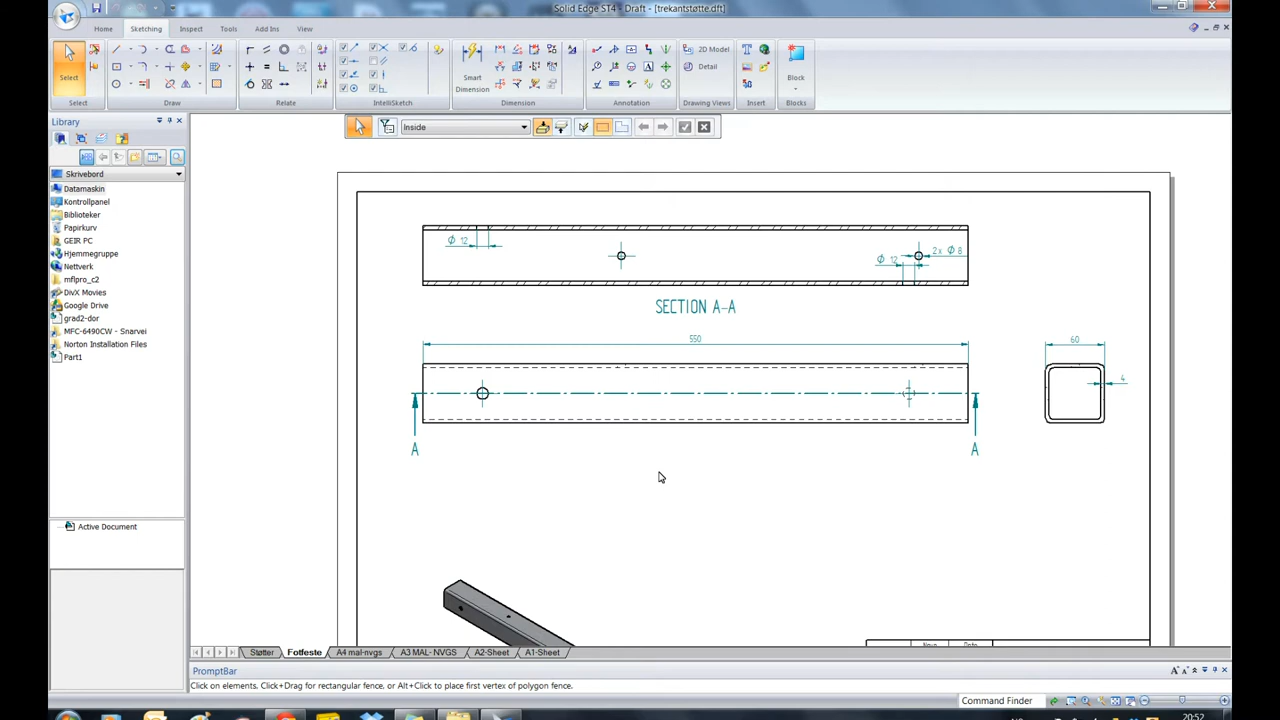 Solid Edge ST4 - Draft - [trekantstøtte.dft]
Home Sketching Inspect Tools Add Ins View
Select
Smart Dimension
2D Model
Detail
Block
Select Draw Relate IntelliSketch Dimension Annotation Drawing Views Insert Blocks
Library
Inside
Skrivebord
Datamaskin
Kontrollpanel
Biblioteker
Papirkurv
GEIR PC
Hjemmegruppe
Nettverk
mflpro_c2
DivX Movies
Google Drive
grad2-dor
MFC-6490CW - Snarvei
Norton Installation Files
Part1
Active Document
Ø 12
Ø 12
2x Ø 8
SECTION A-A
550
60
4
A
A
Navn Dato
Støtter Fotfeste A4 mal-nvgs A3 MAL- NVGS A2-Sheet A1-Sheet
PromptBar
Click on elements. Click+Drag for rectangular fence. or Alt+Click to place first vertex of polygon fence.
Command Finder
20:52